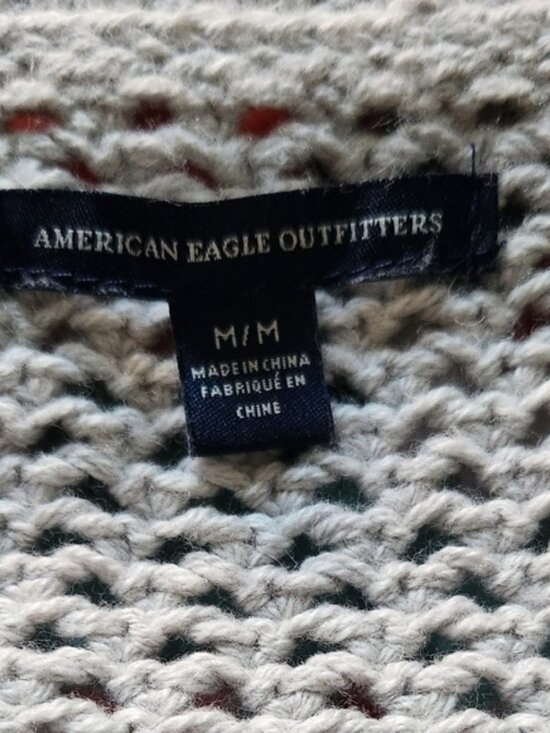 AMERICAN EAGLE OUTFITTERS
M/M
MADE IN CHINA
FABRIQUÉ EN
CHINE